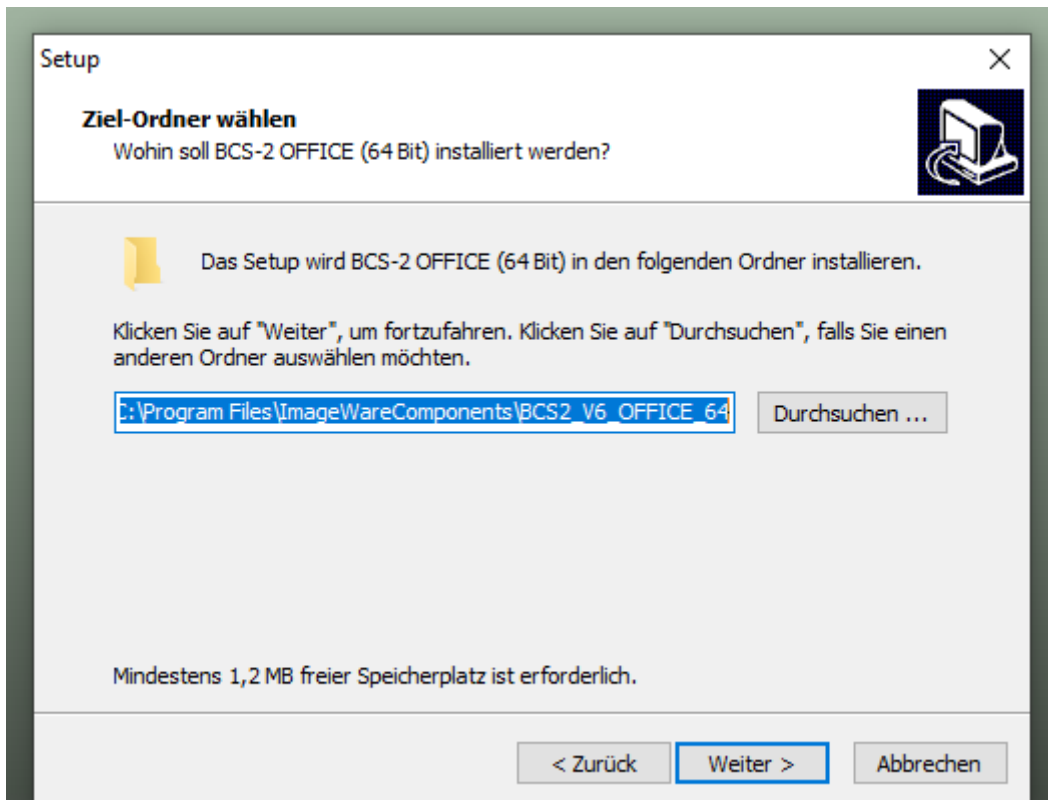 Setup
Ziel-Ordner wählen
Wohin soll BCS-2 OFFICE (64 Bit) installiert werden?
Das Setup wird BCS-2 OFFICE (64 Bit) in den folgenden Ordner installieren.
Klicken Sie auf "Weiter", um fortzufahren. Klicken Sie auf "Durchsuchen", falls Sie einen
anderen Ordner auswählen möchten.
C:\Program Files\ImageWareComponents\BCS2_V6_OFFICE_64
Durchsuchen ...
Mindestens 1,2 MB freier Speicherplatz ist erforderlich.
< Zurück
Weiter >
Abbrechen